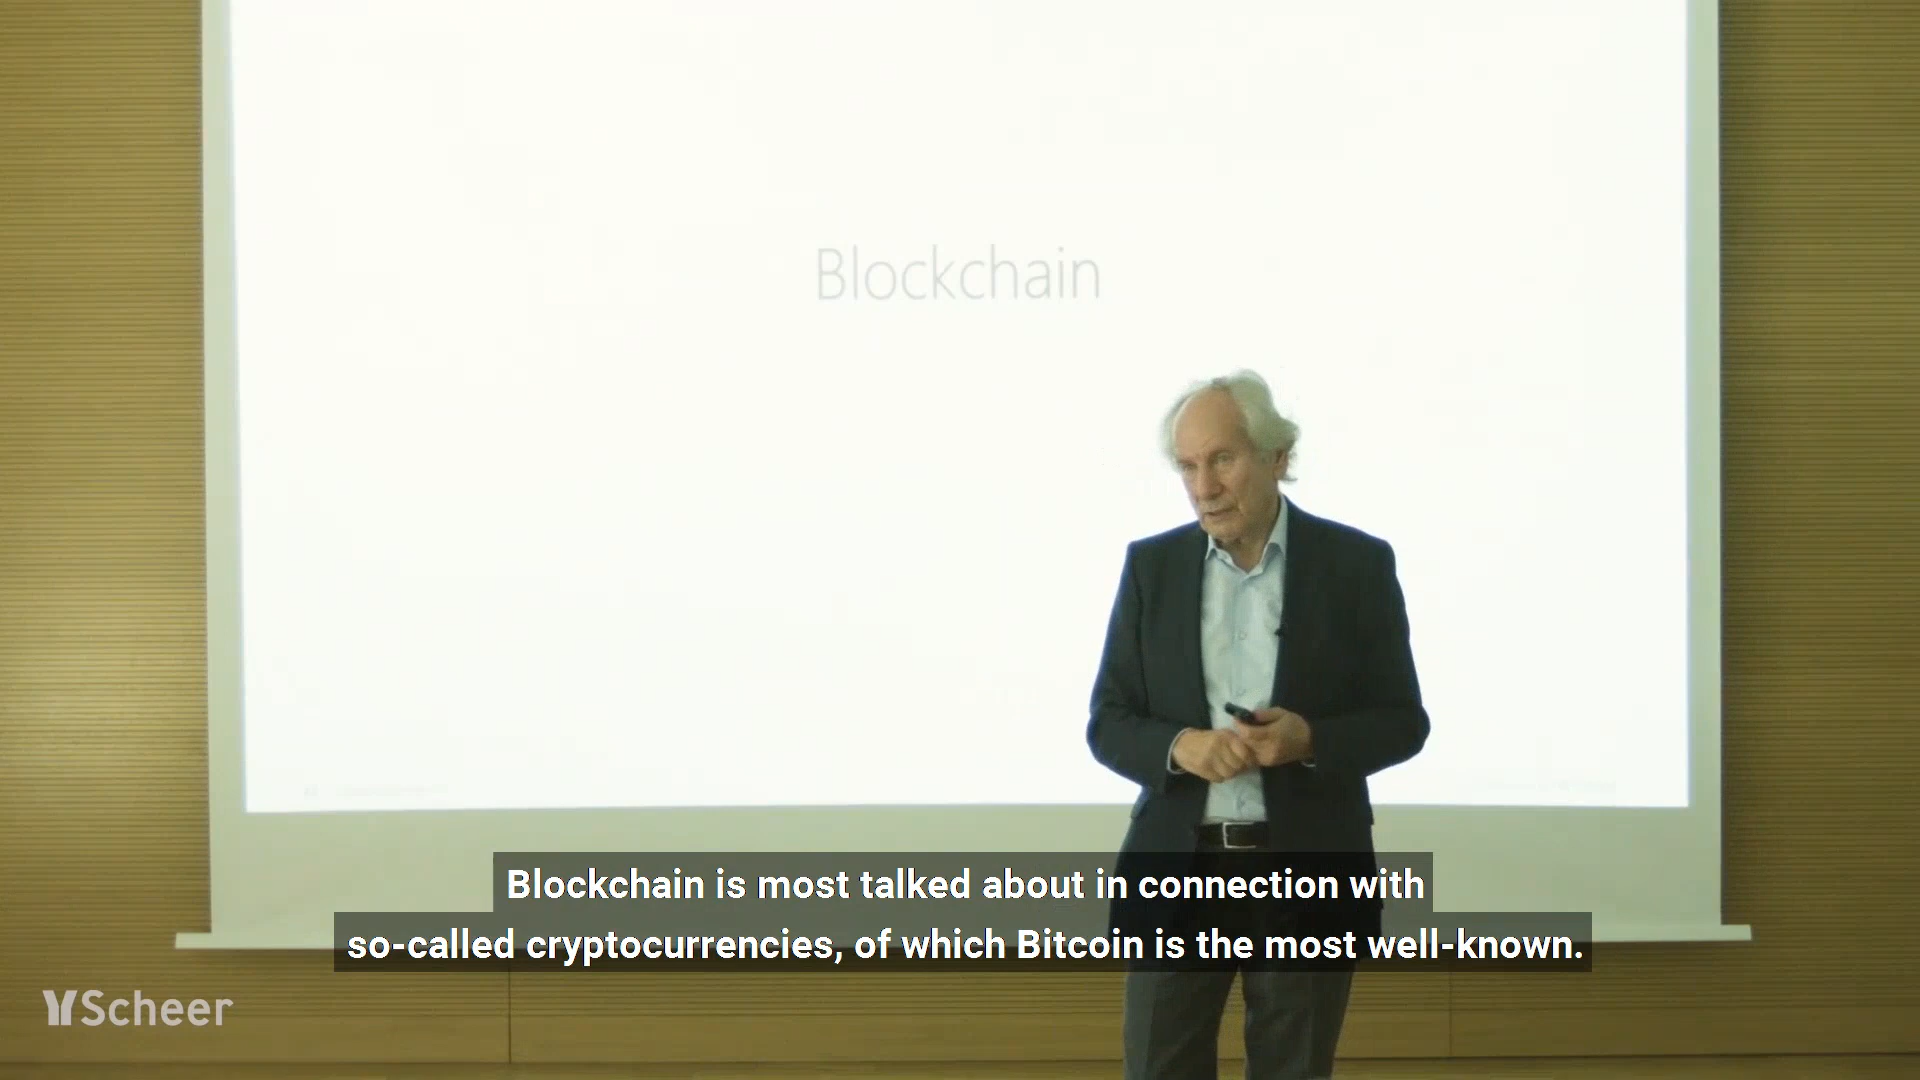 Blockchain
Blockchain is most talked about in connection with
so-called cryptocurrencies, of which Bitcoin is the most well-known.
Scheer